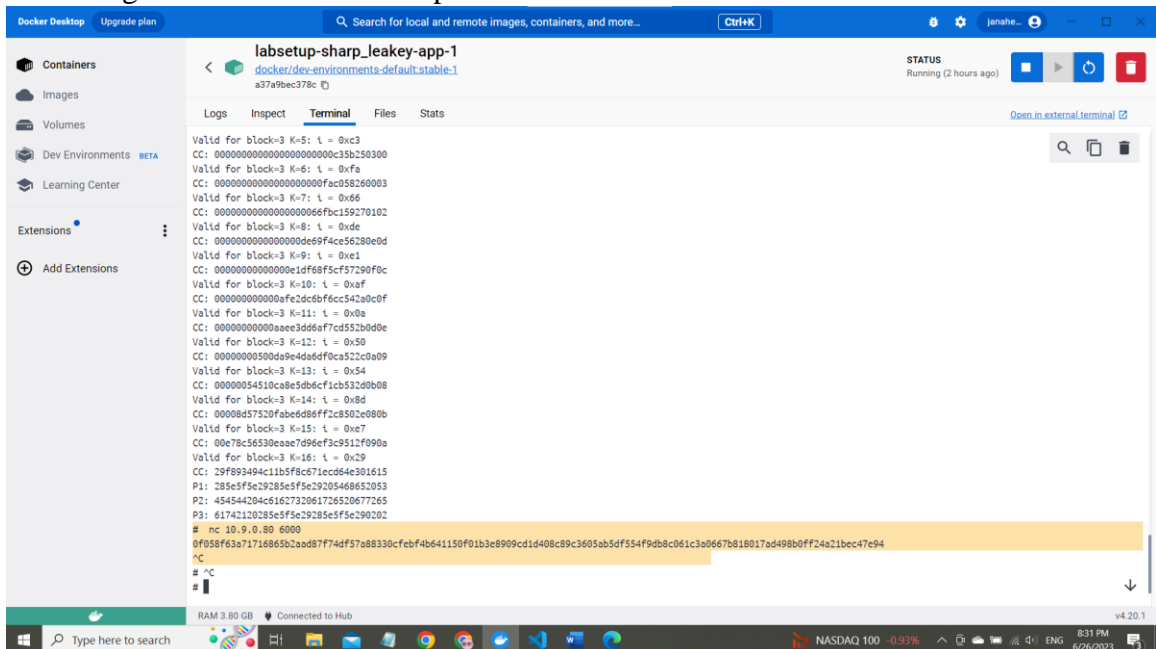 Docker Desktop Upgrade plan
Search for local and remote images, containers, and more...
Ctrl+K
janahe...
Containers
Images
Volumes
Dev Environments BETA
Learning Center
Extensions
Add Extensions
labsetup-sharp_leakey-app-1
docker/dev-environments-default:stable-1
a37a9bec378c
STATUS
Running (2 hours ago)
Logs Inspect Terminal Files Stats
Open in external terminal
Valid for block=3 K=5: i = 0xc3
CC: 0000000000000000000000c35b250300
Valid for block=3 K=6: i = 0xfa
CC: 00000000000000000000fac058260003
Valid for block=3 K=7: i = 0x66
CC: 00000000000000000066fbc159270102
Valid for block=3 K=8: i = 0xde
CC: 0000000000000000de69f4ce56280e0d
Valid for block=3 K=9: i = 0xe1
CC: 00000000000000e1df68f5cf57290f0c
Valid for block=3 K=10: i = 0xaf
CC: 000000000000afe2dc6bf6cc542a0c0f
Valid for block=3 K=11: i = 0x0a
CC: 00000000000aaee3dd6af7cd552b0d0e
Valid for block=3 K=12: i = 0x50
CC: 00000000500da9e4da6df0ca522c0a09
Valid for block=3 K=13: i = 0x54
CC: 00000054510ca8e5db6cf1cb532d0b08
Valid for block=3 K=14: i = 0x8d
CC: 00008d57520fabe6d86ff2c8502e080b
Valid for block=3 K=15: i = 0xe7
CC: 00e78c56530eaae7d96ef3c9512f090a
Valid for block=3 K=16: i = 0x29
CC: 29f893494c11b5f8c671ecd64e301615
P1: 285e5f5e29285e5f5e29205468652053
P2: 454544204c6162732061726520677265
P3: 61742120285e5f5e29285e5f5e290202
# nc 10.9.0.80 6000
0f058f63a71716865b2aad87f74df57a88330cfebf4b641150f01b3e8909cd1d408c89c3605ab5df554f9db8c061c3a0667b818017ad498b0ff24a21bec47e94
^C
# ^C
#
RAM 3.80 GB Connected to Hub
v4.20.1
Type here to search
NASDAQ 100 -0.93%
ENG
8:31 PM
6/26/2023
3